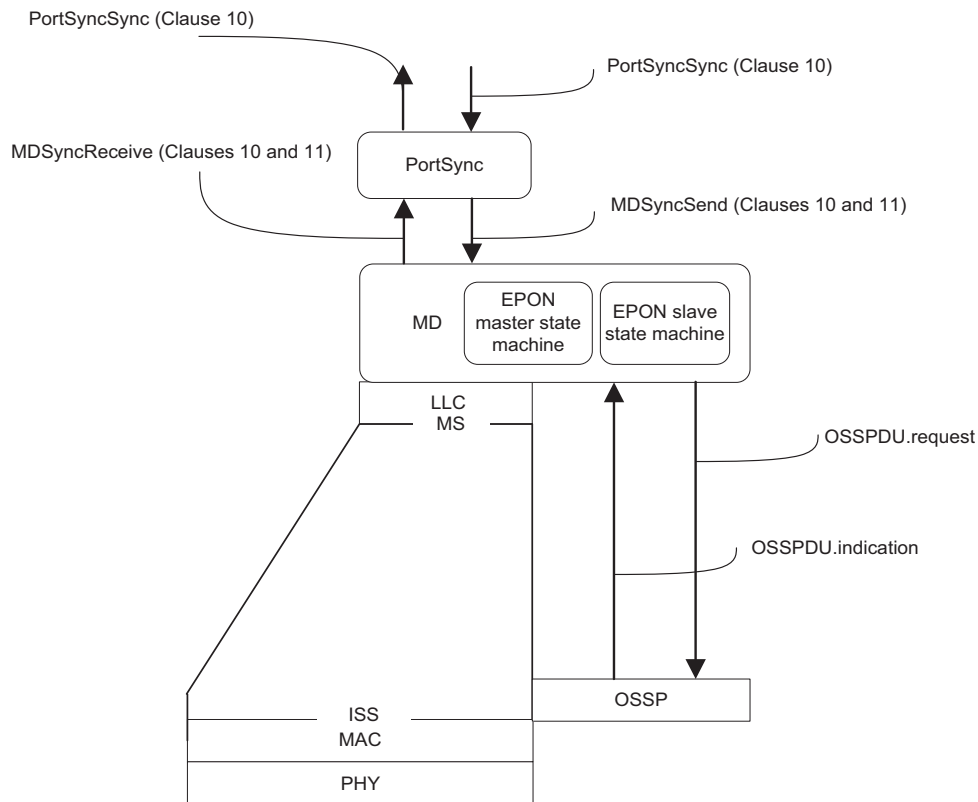 PortSyncSync (Clause 10)
PortSyncSync (Clause 10)
MDSyncReceive (Clauses 10 and 11)
PortSync
MDSyncSend (Clauses 10 and 11)
MD
EPON
master state
machine
EPON slave
state machine
LLC
MS
OSSPDU.request
OSSPDU.indication
OSSP
ISS
MAC
PHY